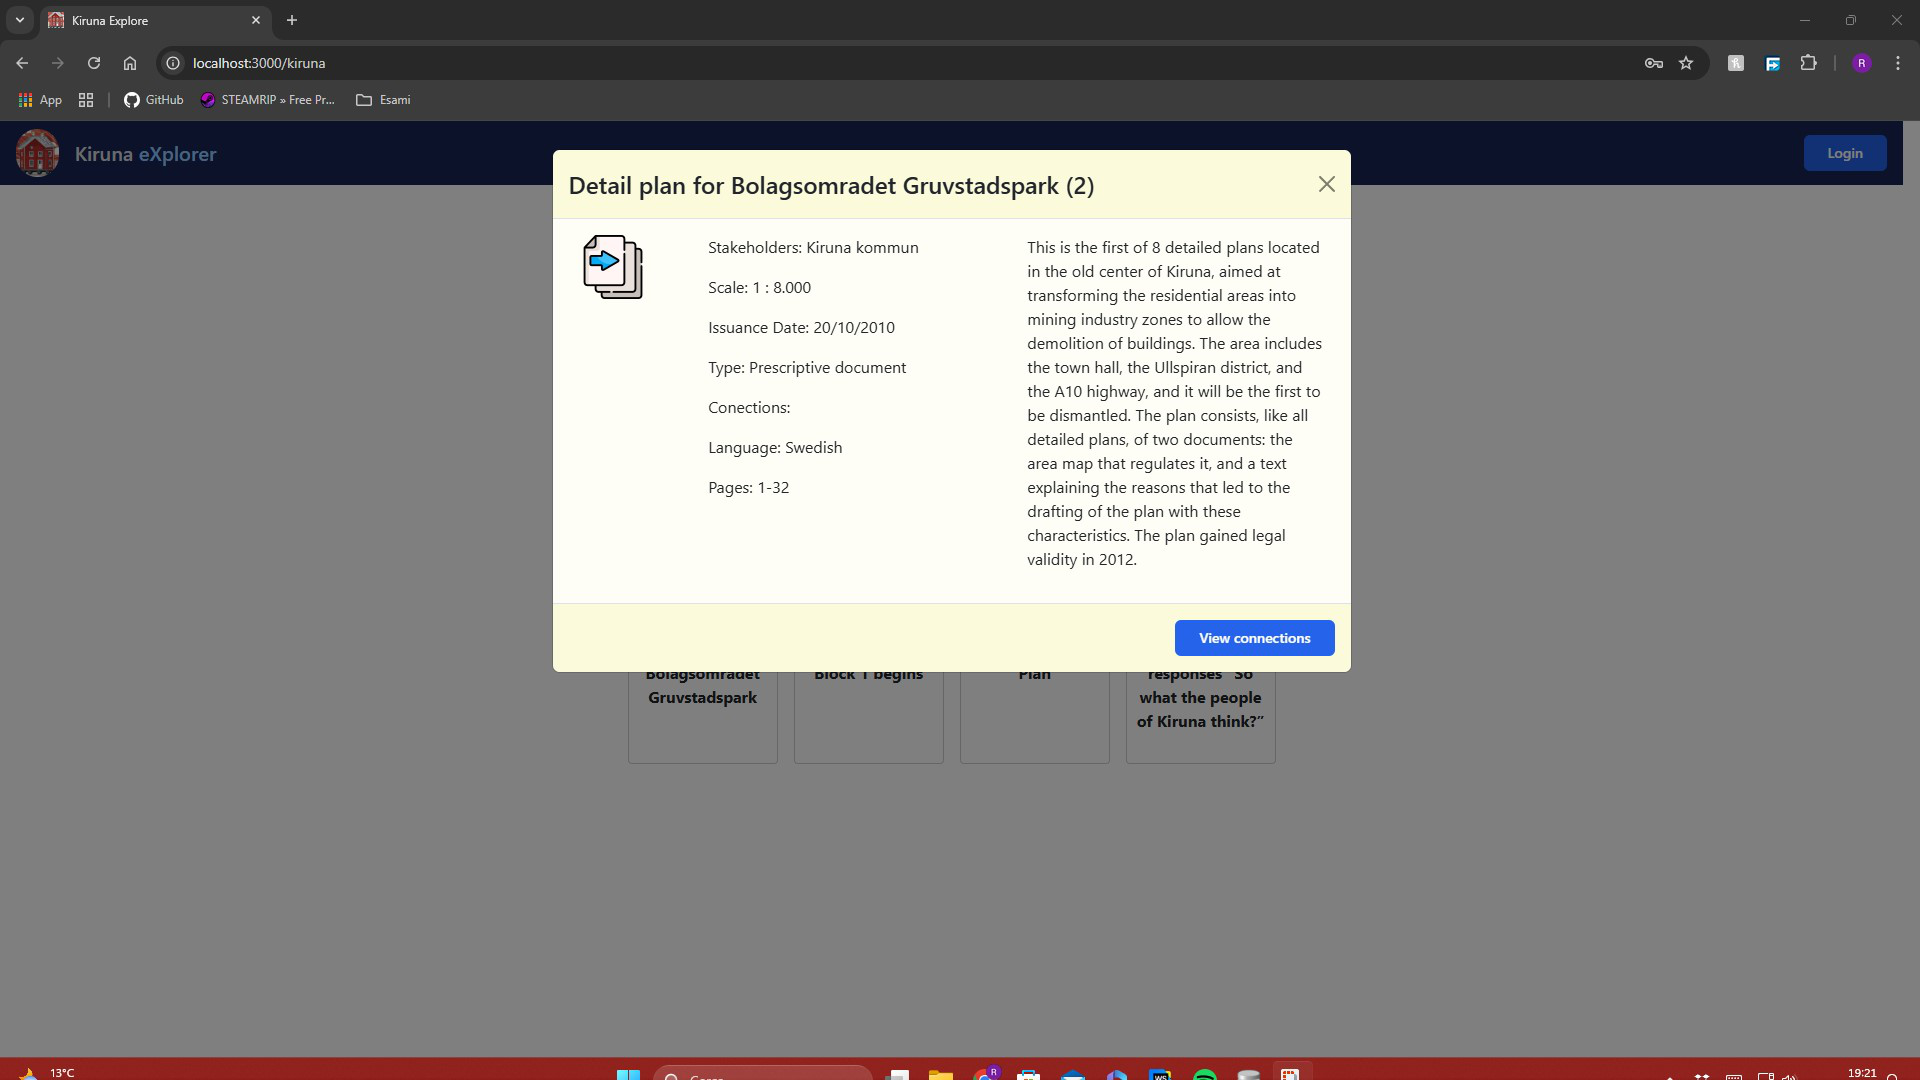 Kiruna Explore
localhost:3000/kiruna
R
App
GitHub
STEAMRIP » Free Pr...
Esami
Kiruna eXplorer
Login
Detail plan for Bolagsomradet Gruvstadspark (2)
Stakeholders: Kiruna kommun
Scale: 1 : 8.000
Issuance Date: 20/10/2010
Type: Prescriptive document
Conections:
Language: Swedish
Pages: 1-32
This is the first of 8 detailed plans located
in the old center of Kiruna, aimed at
transforming the residential areas into
mining industry zones to allow the
demolition of buildings. The area includes
the town hall, the Ullspiran district, and
the A10 highway, and it will be the first to
be dismantled. The plan consists, like all
detailed plans, of two documents: the
area map that regulates it, and a text
explaining the reasons that led to the
drafting of the plan with these
characteristics. The plan gained legal
validity in 2012.
View connections
Bolagsomradet
Gruvstadspark
Block 1 begins
Plan
responses “So
what the people
of Kiruna think?”
13°C
R
WS
19:21